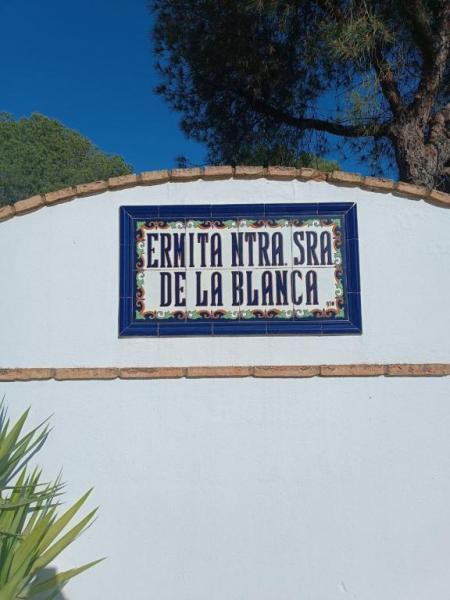 ERMITA NTRA. SRA
DE LA BLANCA